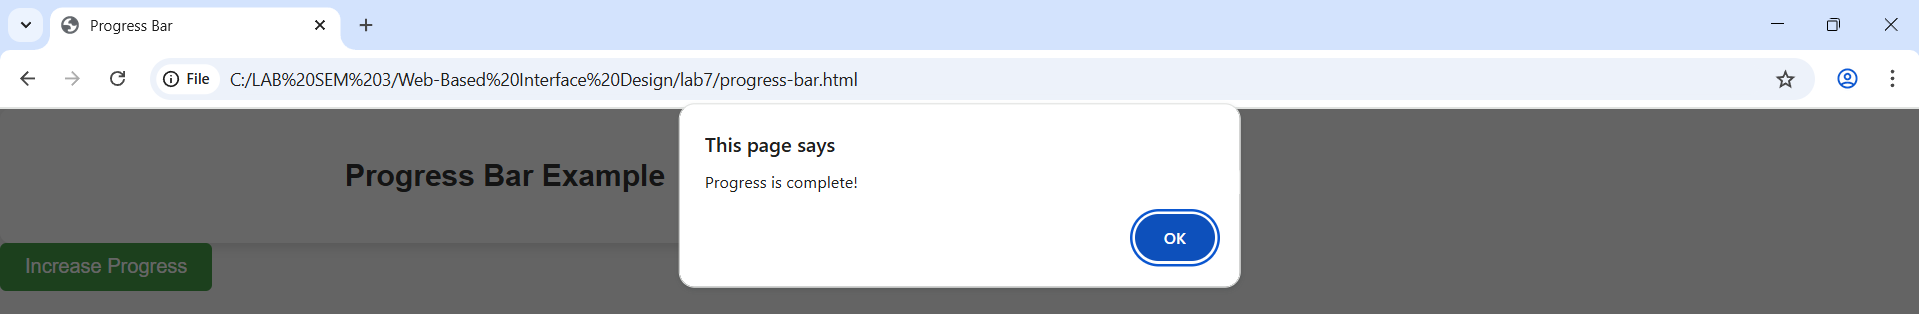 Progress Bar
File C:/LAB%20SEM%203/Web-Based%20Interface%20Design/lab7/progress-bar.html
This page says
Progress Bar Example
Progress is complete!
OK
Increase Progress